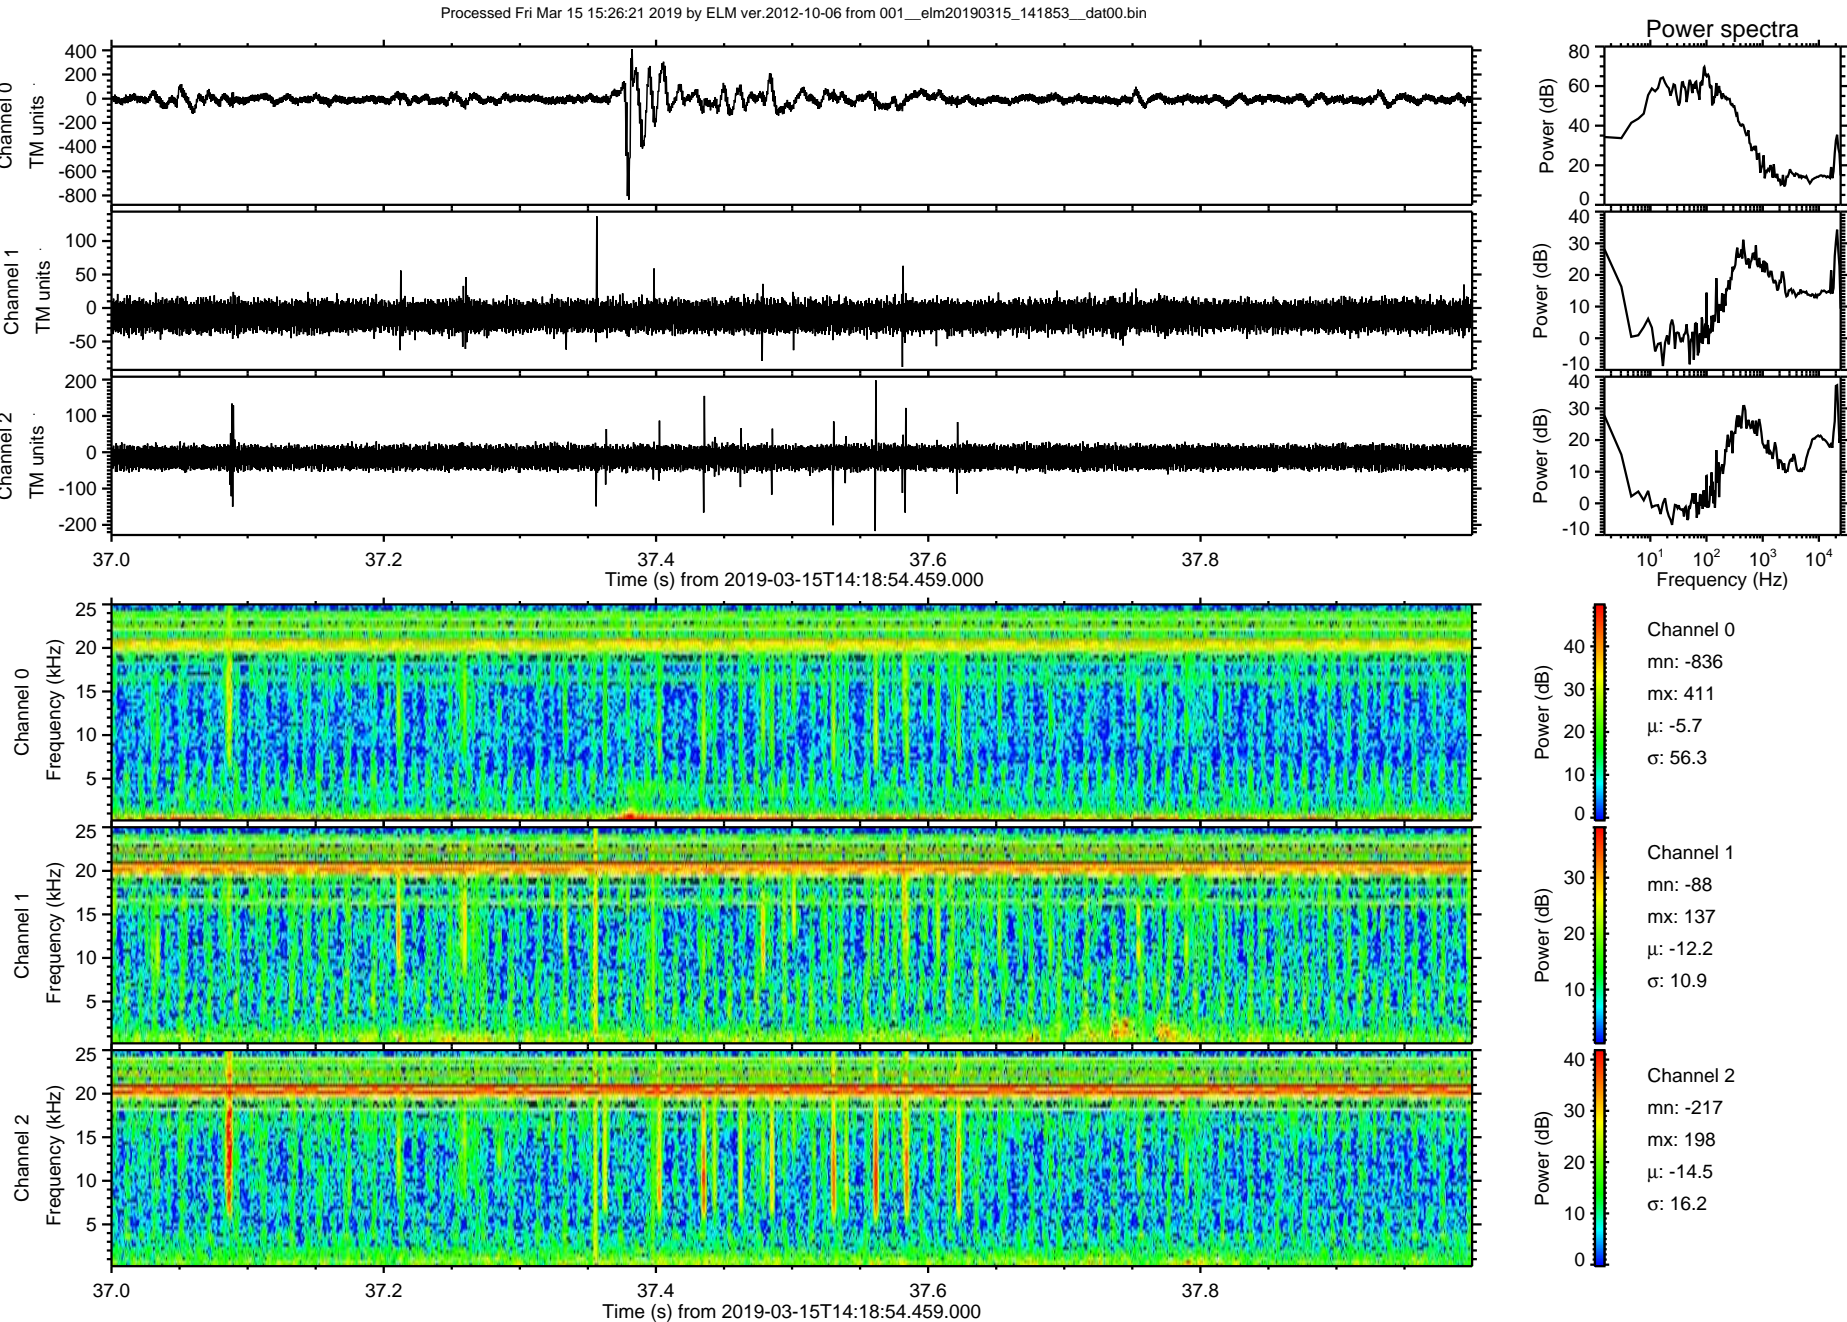 Processed Fri Mar 15 15:26:21 2019 by ELM ver.2012-10-06 from 001__elm20190315_141853__dat00.bin
Power spectra
Channel 0
TM units
400
200
0
-200
-400
-600
-800
Power (dB)
80
60
40
20
0
Channel 1
TM units
100
50
0
-50
Power (dB)
40
30
20
10
0
-10
Channel 2
TM units
200
100
0
-100
-200
Power (dB)
40
30
20
10
0
-10
37.0 37.2 37.4 37.6 37.8
Time (s) from 2019-03-15T14:18:54.459.000
10^1 10^2 10^3 10^4
Frequency (Hz)
Channel 0
Frequency (kHz)
25
20
15
10
5
Power (dB)
40
30
20
10
0
Channel 0
mn: -836
mx: 411
μ: -5.7
σ: 56.3
Channel 1
Frequency (kHz)
25
20
15
10
5
Power (dB)
30
20
10
Channel 1
mn: -88
mx: 137
μ: -12.2
σ: 10.9
Channel 2
Frequency (kHz)
25
20
15
10
5
Power (dB)
40
30
20
10
0
Channel 2
mn: -217
mx: 198
μ: -14.5
σ: 16.2
37.0 37.2 37.4 37.6 37.8
Time (s) from 2019-03-15T14:18:54.459.000